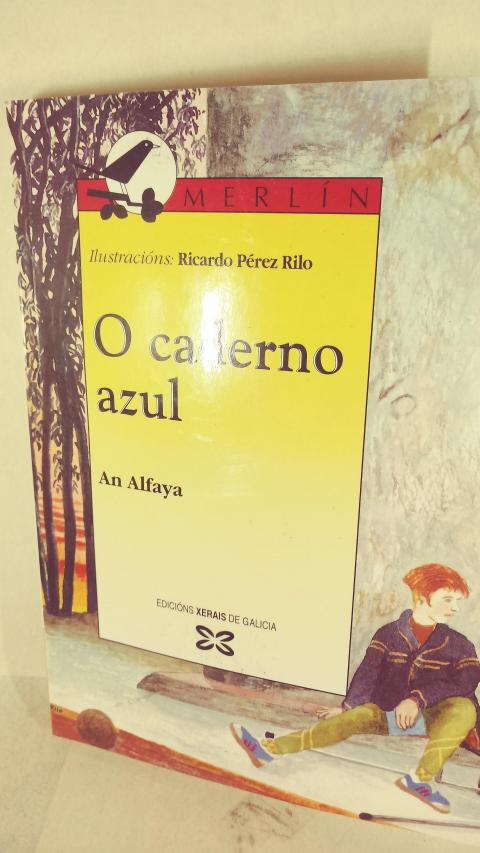 MERLÍN
Ilustracións: Ricardo Pérez Rilo
O caderno
azul
An Alfaya
EDICIÓNS XERAIS DE GALICIA